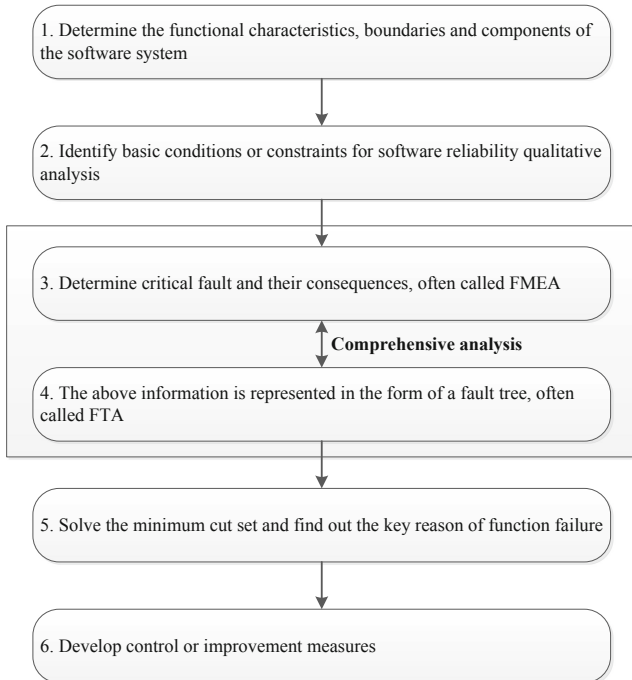 1. Determine the functional characteristics, boundaries and components of
the software system
2. Identify basic conditions or constraints for software reliability qualitative
analysis
3. Determine critical fault and their consequences, often called FMEA
Comprehensive analysis
4. The above information is represented in the form of a fault tree, often
called FTA
5. Solve the minimum cut set and find out the key reason of function failure
6. Develop control or improvement measures